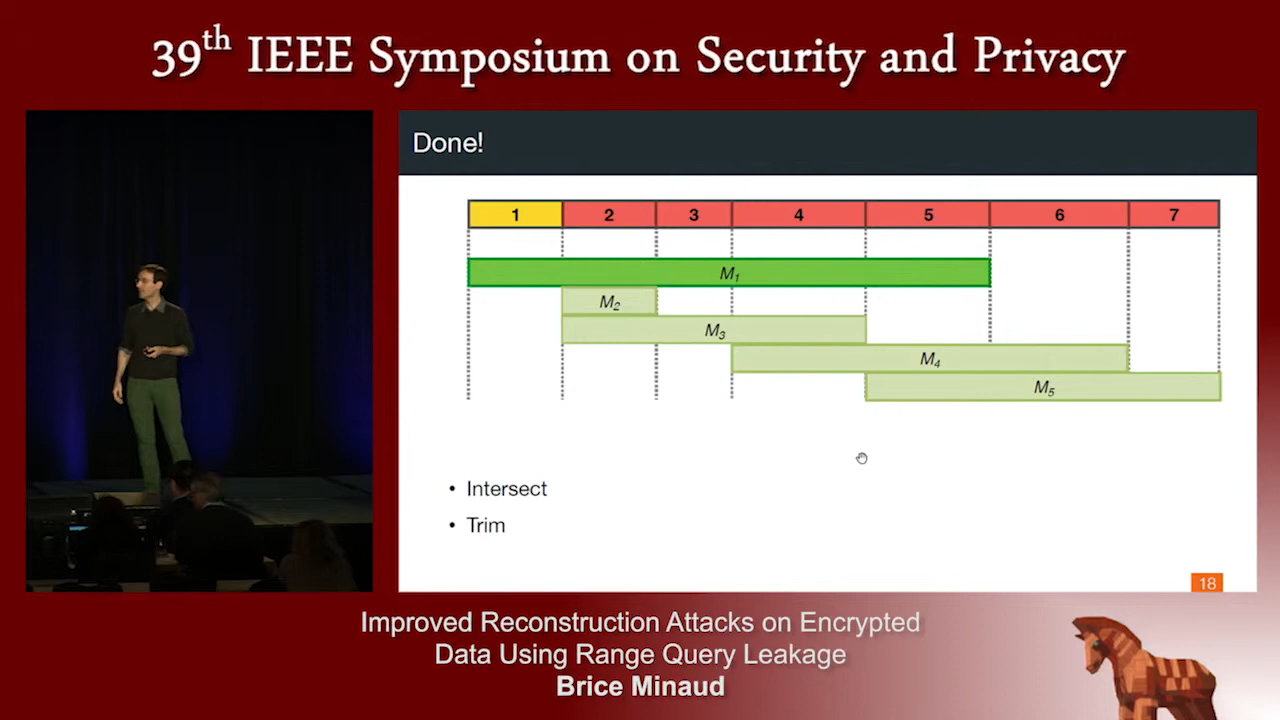 39th IEEE Symposium on Security and Privacy
Done!
1 2 3 4 5 6 7
M1
M2
M3
M4
M5
• Intersect
• Trim
18
Improved Reconstruction Attacks on Encrypted
Data Using Range Query Leakage
Brice Minaud